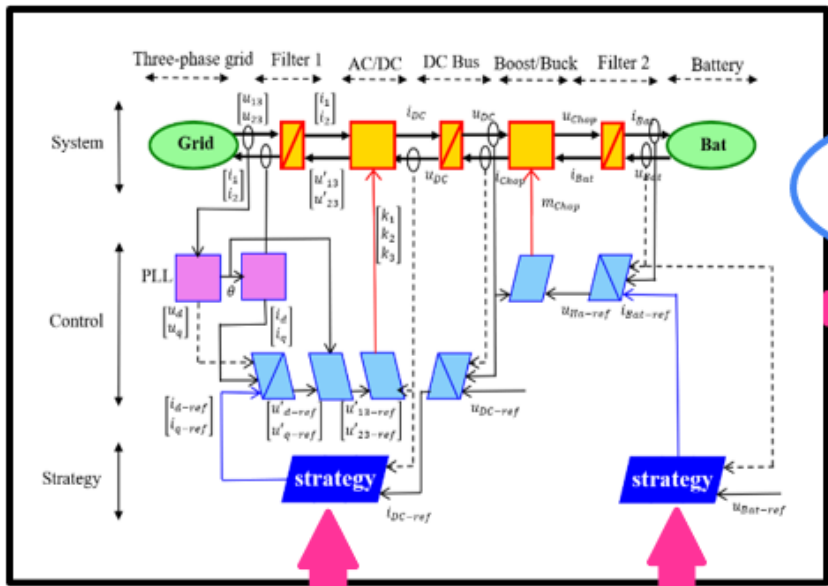 Three-phase grid Filter 1 AC/DC DC Bus Boost/Buck Filter 2 Battery
[u13
u23]
[i1
i2]
iDC
uDC
uChop
iBat
System
Grid
Bat
[i1
i2]
[u'13
u'23]
uDC
iChop
iBat
uBat
[k1
k2
k3]
mChop
PLL
θ
[ud
uq]
[id
iq]
iBat-ref
Control
[id-ref
iq-ref]
[u'd-ref
u'q-ref]
[u'13-ref
u'23-ref]
uDC-ref
Strategy
strategy
strategy
iDC-ref
uBat-ref